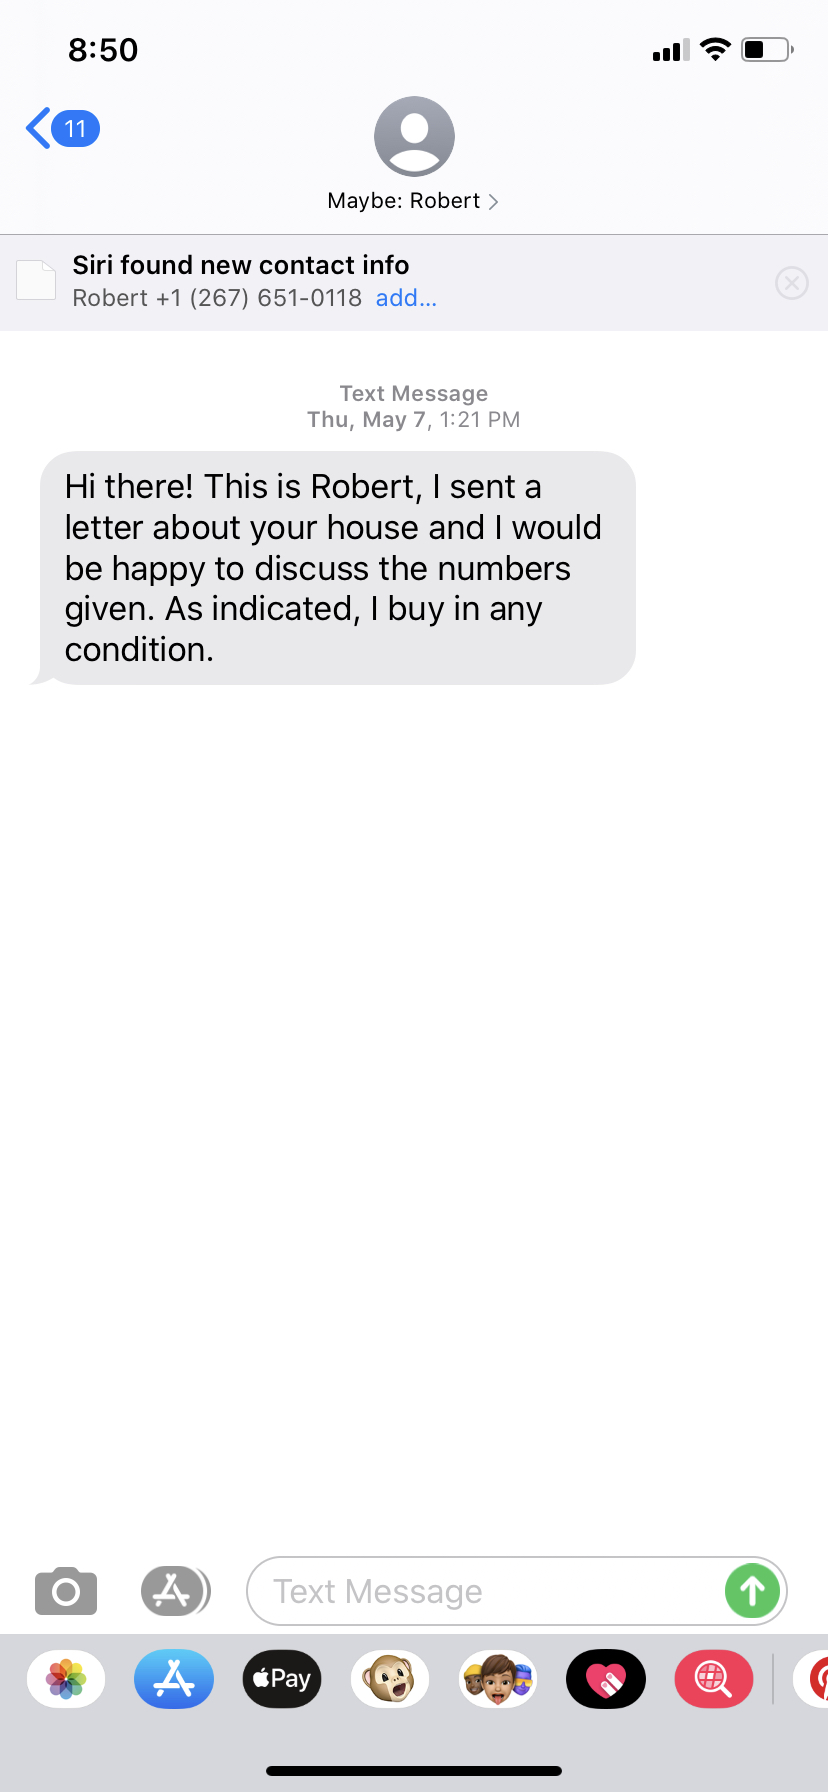 8:50
11
Maybe: Robert
Siri found new contact info
Robert +1 (267) 651-0118 add...
Text Message
Thu, May 7, 1:21 PM
Hi there! This is Robert, I sent a
letter about your house and I would
be happy to discuss the numbers
given. As indicated, I buy in any
condition.
Text Message
Pay